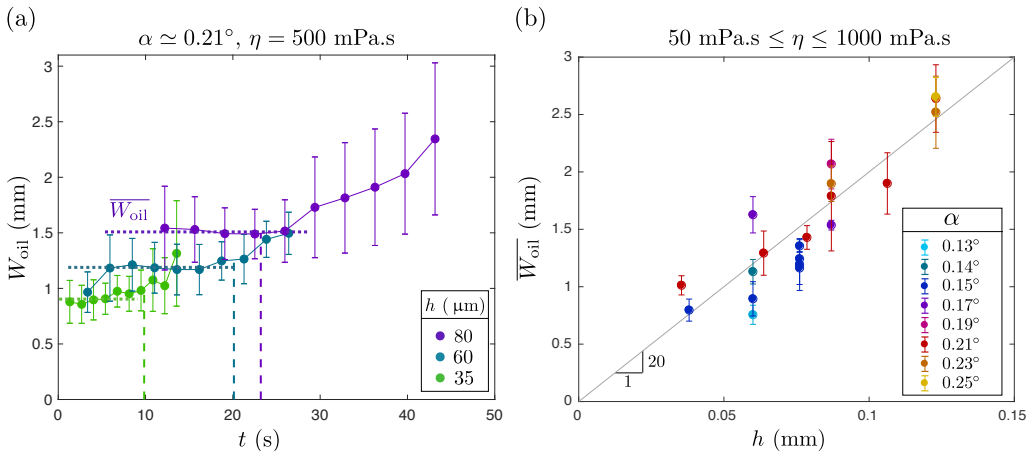 (a)
α ≃ 0.21°, η = 500 mPa.s
W_oil (mm)
3
2.5
2
1.5
1
0.5
0
W̅_oil
h (µm)
80
60
35
0 10 20 30 40 50
t (s)
(b)
50 mPa.s ≤ η ≤ 1000 mPa.s
W̅_oil (mm)
3
2.5
2
1.5
1
0.5
0
20
1
α
0.13°
0.14°
0.15°
0.17°
0.19°
0.21°
0.23°
0.25°
0 0.05 0.1 0.15
h (mm)